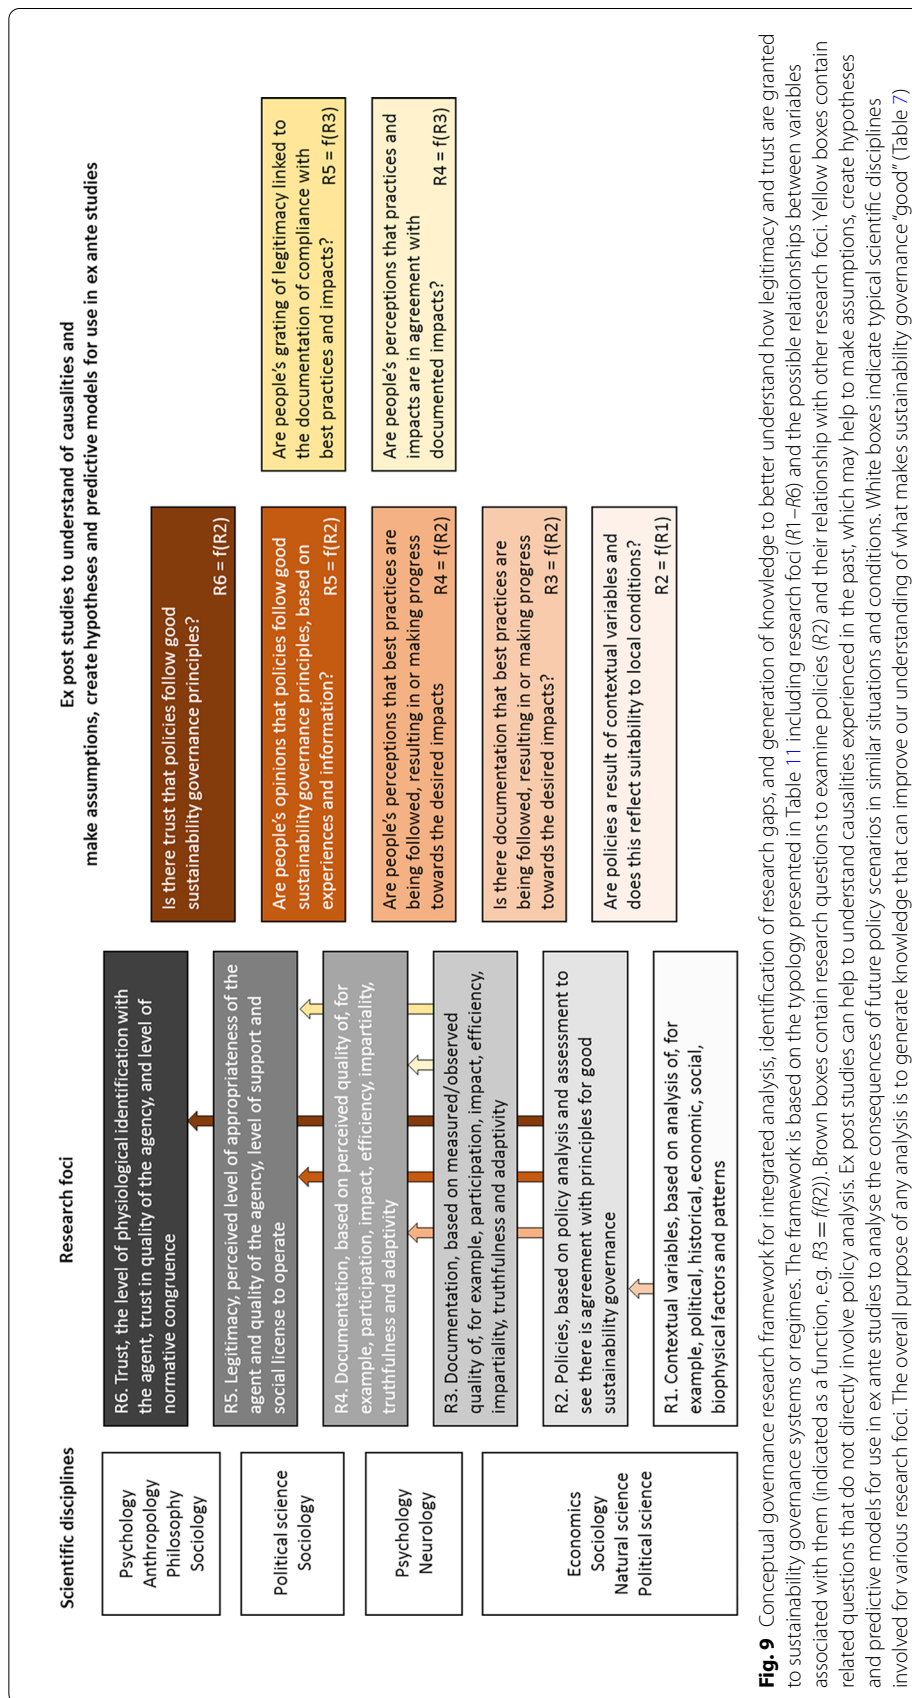 Scientific disciplines
Research foci
Ex post studies to understand of causalities and
make assumptions, create hypotheses and predictive models for use in ex ante studies
Psychology
Anthropology
Philosophy
Sociology
Political science
Sociology
Psychology
Neurology
Economics
Sociology
Natural science
Political science
R6. Trust, the level of physiological identification with
the agent, trust in quality of the agency, and level of
normative congruence
R5. Legitimacy, perceived level of appropriateness of the
agent and quality of the agency, level of support and
social license to operate
R4. Documentation, based on perceived quality of, for
example, participation, impact, efficiency, impartiality,
truthfulness and adaptivity
R3. Documentation, based on measured/observed
quality of, for example, participation, impact, efficiency,
impartiality, truthfulness and adaptivity
R2. Policies, based on policy analysis and assessment to
see there is agreement with principles for good
sustainability governance
R1. Contextual variables, based on analysis of, for
example, political, historical, economic, social,
biophysical factors and patterns
Is there trust that policies follow good
sustainability governance principles?
R6 = f(R2)
Are people's opinions that policies follow good
sustainability governance principles, based on
experiences and information?
R5 = f(R2)
Are people's perceptions that best practices are
being followed, resulting in or making progress
towards the desired impacts
R4 = f(R2)
Is there documentation that best practices are
being followed, resulting in or making progress
towards the desired impacts?
R3 = f(R2)
Are policies a result of contextual variables and
does this reflect suitability to local conditions?
R2 = f(R1)
Are people's grating of legitimacy linked to
the documentation of compliance with
best practices and impacts?
R5 = f(R3)
Are people's perceptions that practices and
impacts are in agreement with
documented impacts?
R4 = f(R3)
Fig. 9 Conceptual governance research framework for integrated analysis, identification of research gaps, and generation of knowledge to better understand how legitimacy and trust are granted
to sustainability governance systems or regimes. The framework is based on the typology presented in Table 11 including research foci (R1–R6) and the possible relationships between variables
associated with them (indicated as a function, e.g. R3 = f(R2)). Brown boxes contain research questions to examine policies (R2) and their relationship with other research foci. Yellow boxes contain
related questions that do not directly involve policy analysis. Ex post studies can help to understand causalities experienced in the past, which may help to make assumptions, create hypotheses
and predictive models for use in ex ante studies to analyse the consequences of future policy scenarios in similar situations and conditions. White boxes indicate typical scientific disciplines
involved for various research foci. The overall purpose of any analysis is to generate knowledge that can improve our understanding of what makes sustainability governance "good" (Table 7)